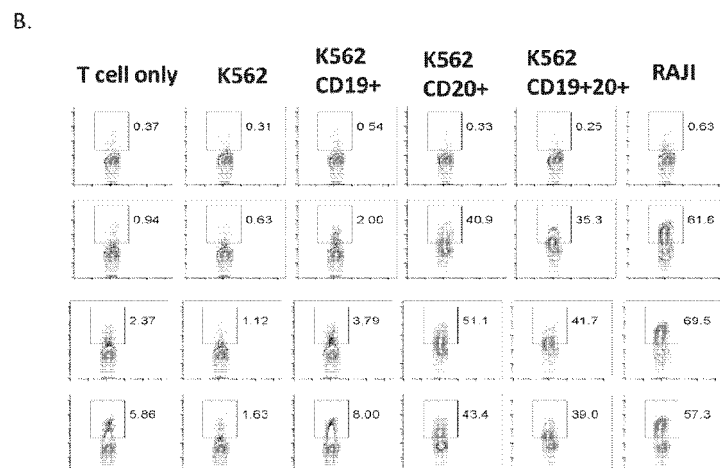 B.
T cell only K562 K562 CD19+ K562 CD20+ K562 CD19+20+ RAJI
0.37 0.31 0.54 0.33 0.25 0.63
0.94 0.63 2.00 40.9 35.3 61.6
2.37 1.12 3.79 51.1 41.7 69.5
5.86 1.63 8.00 43.4 39.0 57.3